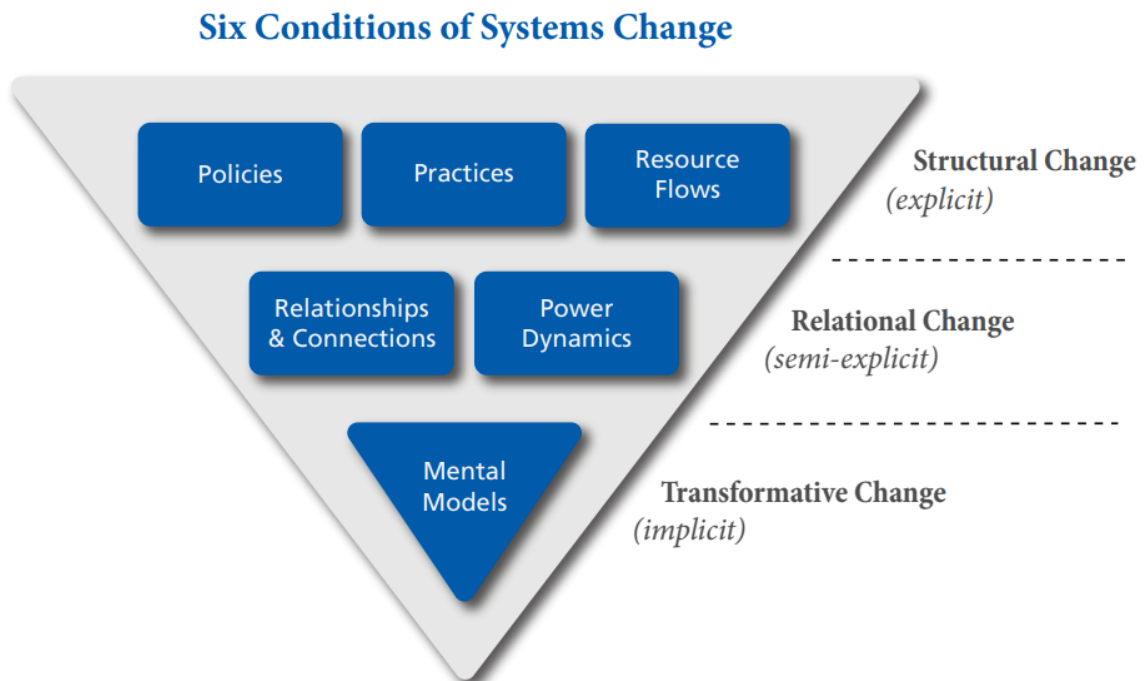 Six Conditions of Systems Change
Policies
Practices
Resource
Flows
Structural Change
(explicit)
Relationships
& Connections
Power
Dynamics
Relational Change
(semi-explicit)
Mental
Models
Transformative Change
(implicit)